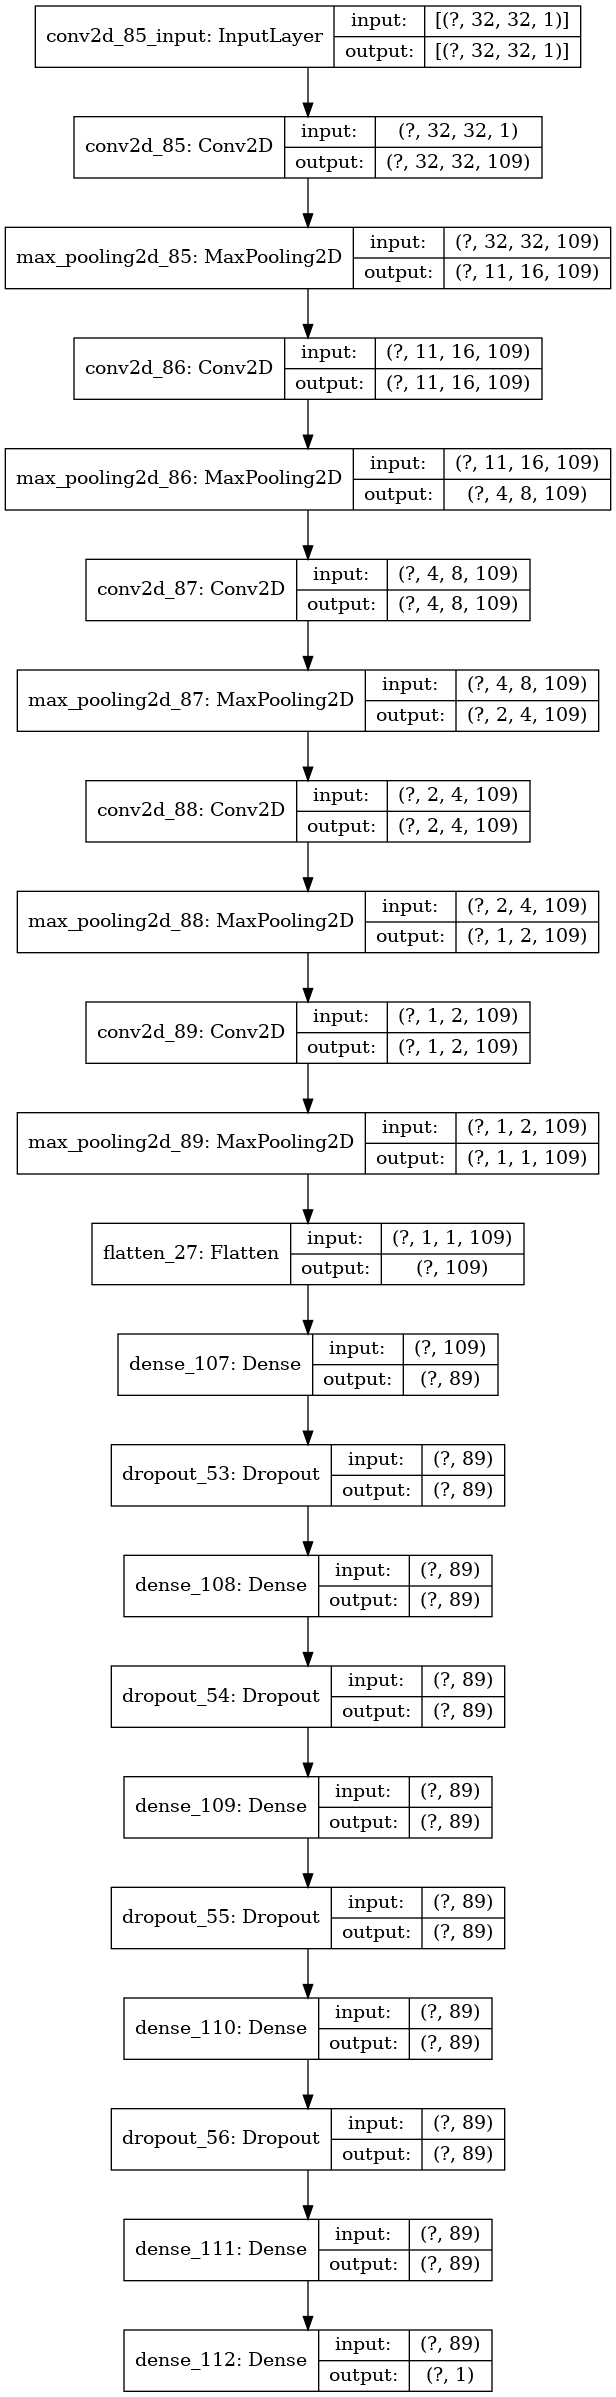 conv2d_85_input: InputLayer input: [(?, 32, 32, 1)]
output: [(?, 32, 32, 1)]
conv2d_85: Conv2D input: (?, 32, 32, 1)
output: (?, 32, 32, 109)
max_pooling2d_85: MaxPooling2D input: (?, 32, 32, 109)
output: (?, 11, 16, 109)
conv2d_86: Conv2D input: (?, 11, 16, 109)
output: (?, 11, 16, 109)
max_pooling2d_86: MaxPooling2D input: (?, 11, 16, 109)
output: (?, 4, 8, 109)
conv2d_87: Conv2D input: (?, 4, 8, 109)
output: (?, 4, 8, 109)
max_pooling2d_87: MaxPooling2D input: (?, 4, 8, 109)
output: (?, 2, 4, 109)
conv2d_88: Conv2D input: (?, 2, 4, 109)
output: (?, 2, 4, 109)
max_pooling2d_88: MaxPooling2D input: (?, 2, 4, 109)
output: (?, 1, 2, 109)
conv2d_89: Conv2D input: (?, 1, 2, 109)
output: (?, 1, 2, 109)
max_pooling2d_89: MaxPooling2D input: (?, 1, 2, 109)
output: (?, 1, 1, 109)
flatten_27: Flatten input: (?, 1, 1, 109)
output: (?, 109)
dense_107: Dense input: (?, 109)
output: (?, 89)
dropout_53: Dropout input: (?, 89)
output: (?, 89)
dense_108: Dense input: (?, 89)
output: (?, 89)
dropout_54: Dropout input: (?, 89)
output: (?, 89)
dense_109: Dense input: (?, 89)
output: (?, 89)
dropout_55: Dropout input: (?, 89)
output: (?, 89)
dense_110: Dense input: (?, 89)
output: (?, 89)
dropout_56: Dropout input: (?, 89)
output: (?, 89)
dense_111: Dense input: (?, 89)
output: (?, 89)
dense_112: Dense input: (?, 89)
output: (?, 1)